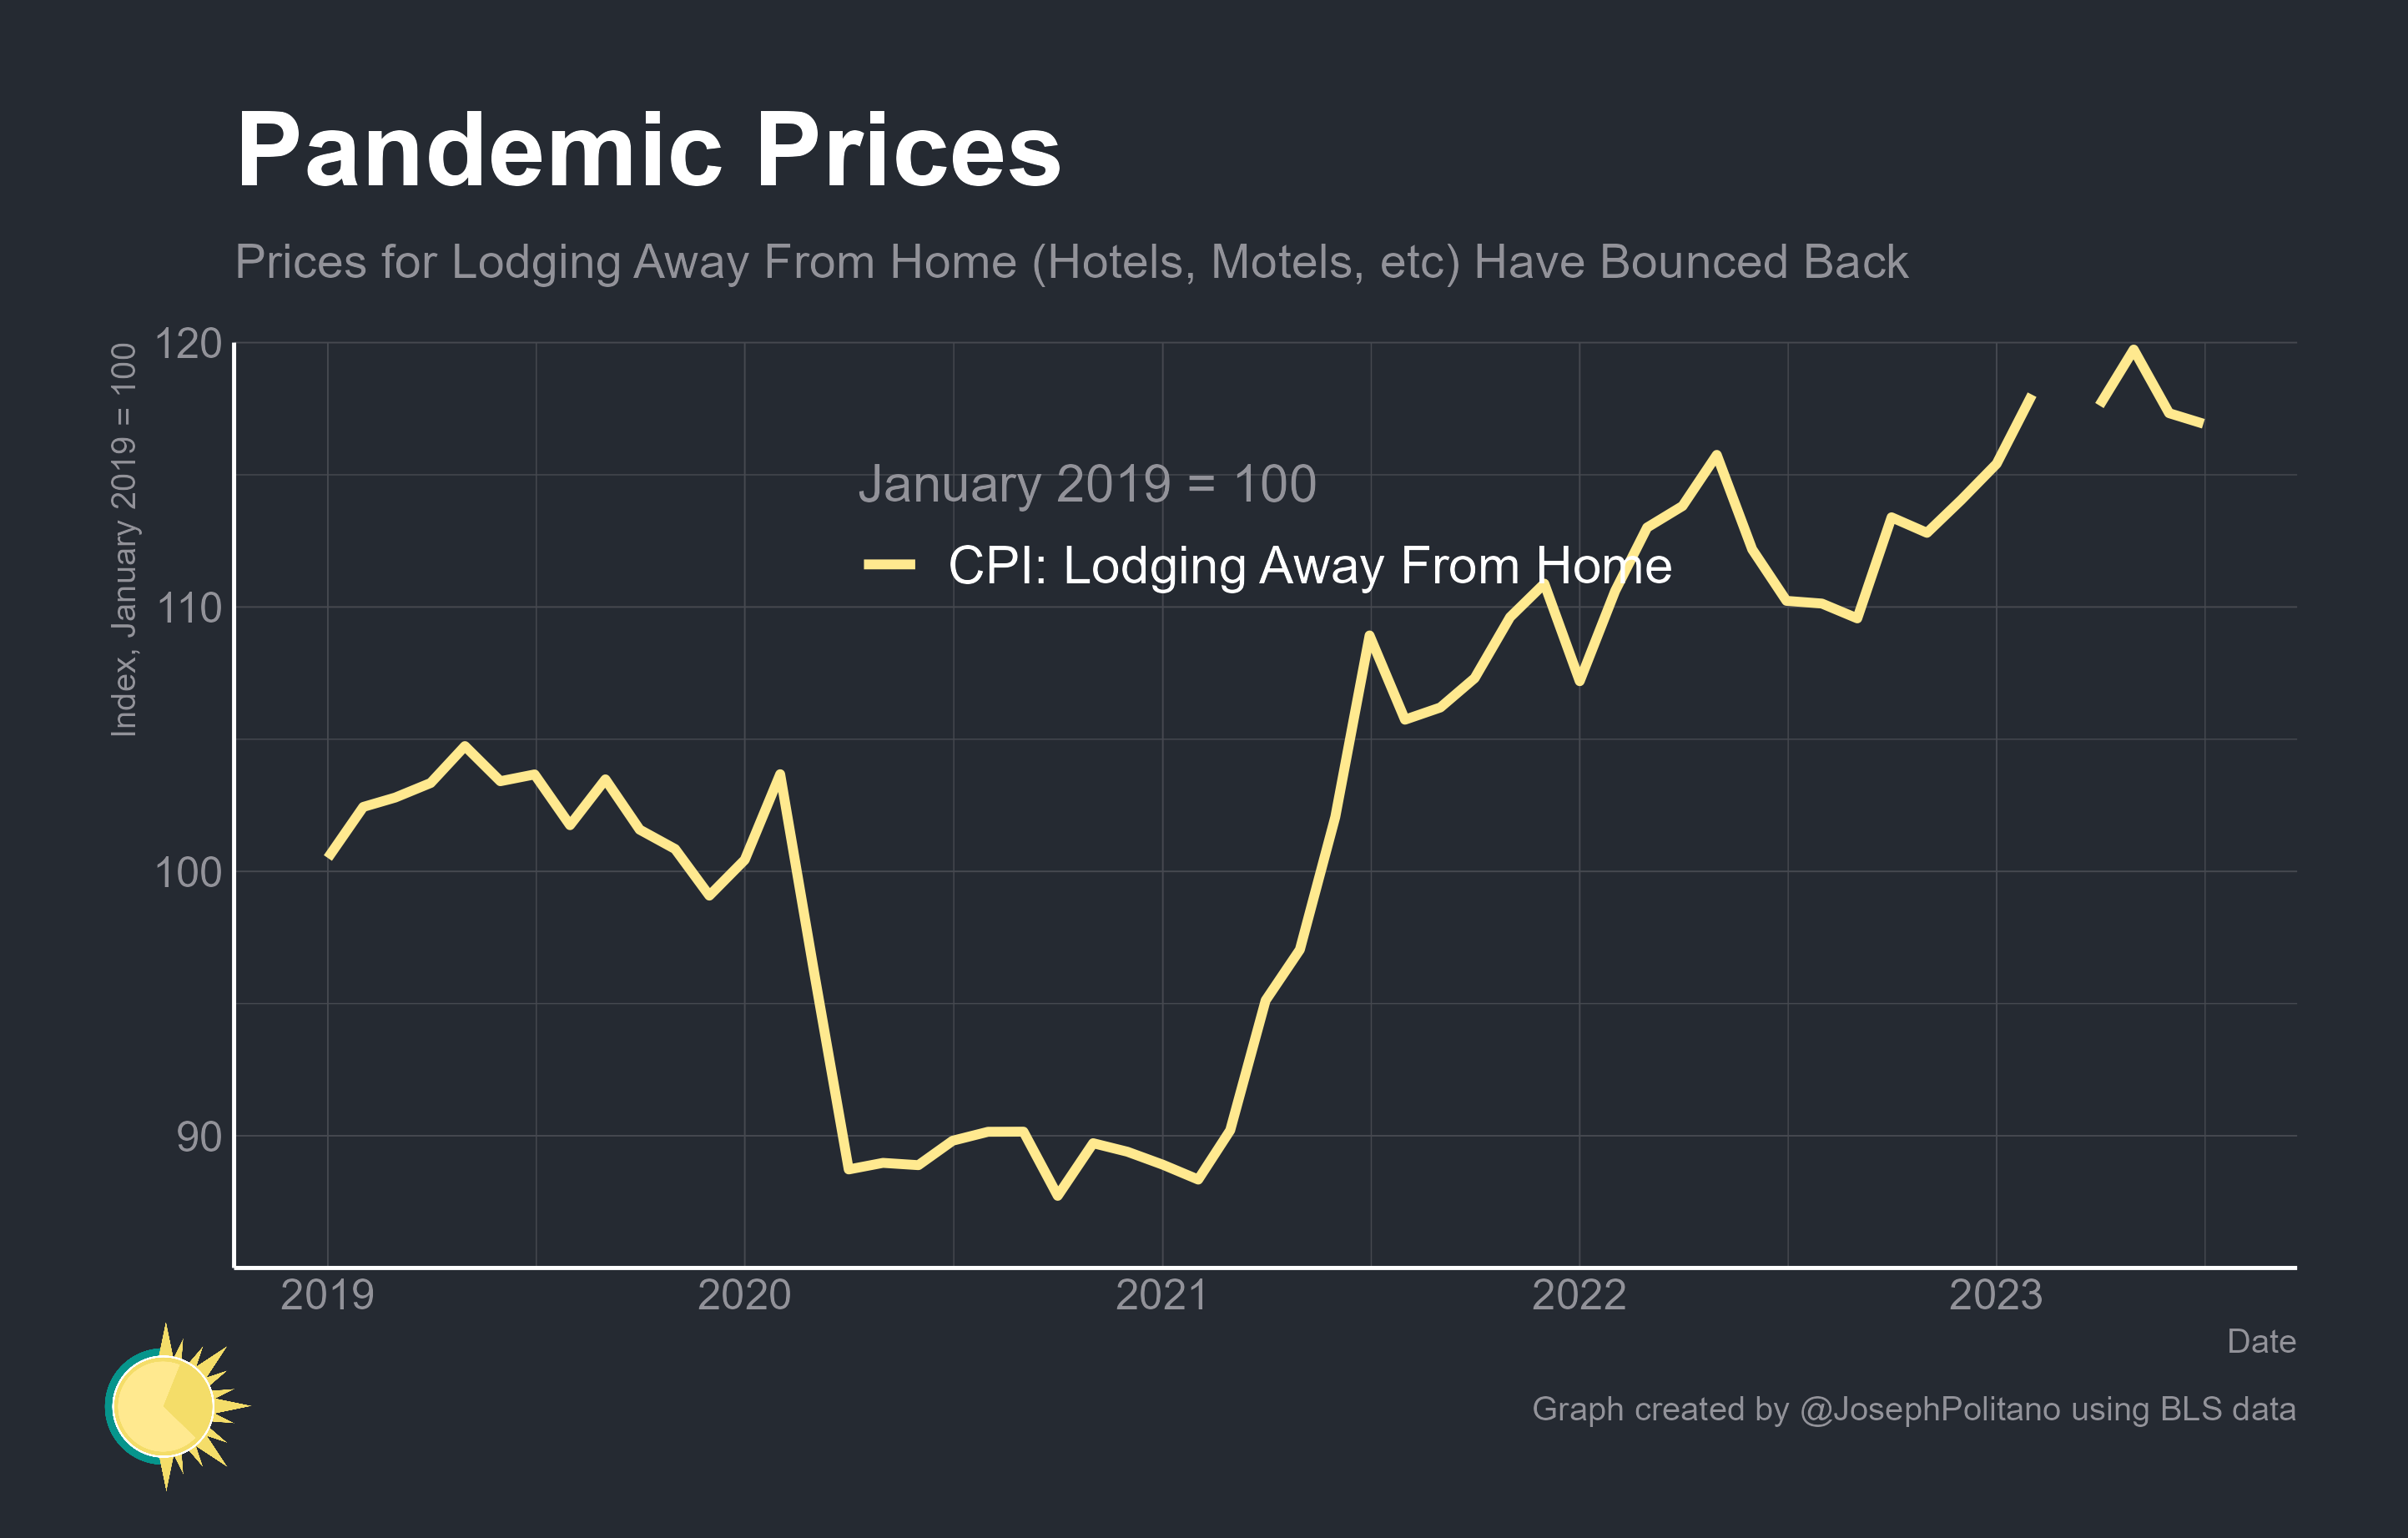 Pandemic Prices
Prices for Lodging Away From Home (Hotels, Motels, etc) Have Bounced Back
Index, January 2019 = 100
120
110
100
90
January 2019 = 100
CPI: Lodging Away From Home
2019 2020 2021 2022 2023
Date
Graph created by @JosephPolitano using BLS data